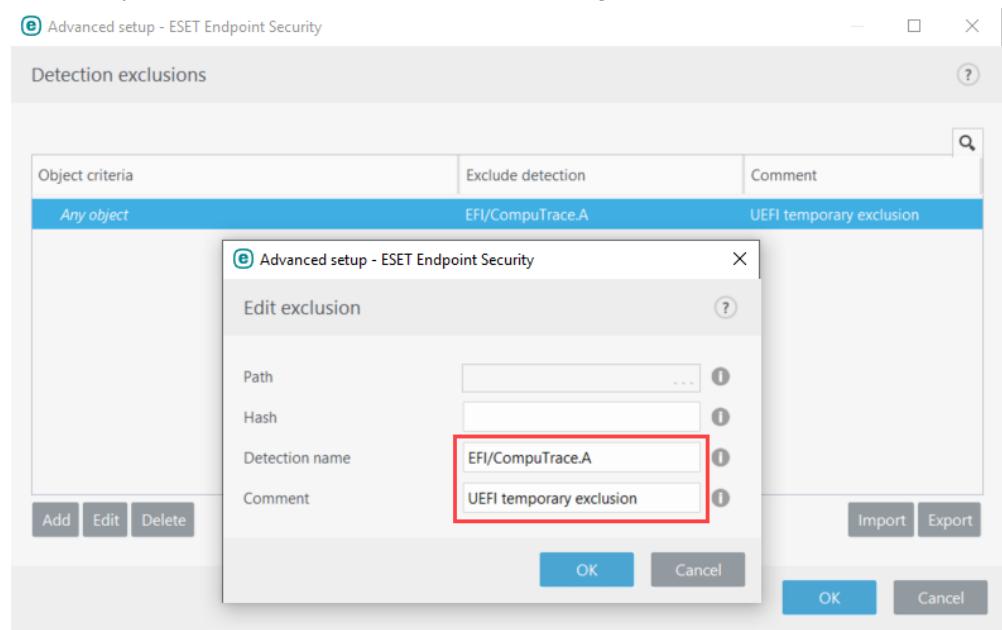 Advanced setup - ESET Endpoint Security
Detection exclusions
?
Object criteria
Exclude detection
Comment
Any object
EFI/CompuTrace.A
UEFI temporary exclusion
Advanced setup - ESET Endpoint Security
Edit exclusion
?
Path
...
Hash
Detection name
EFI/CompuTrace.A
Comment
UEFI temporary exclusion
OK
Cancel
Add
Edit
Delete
Import
Export
OK
Cancel